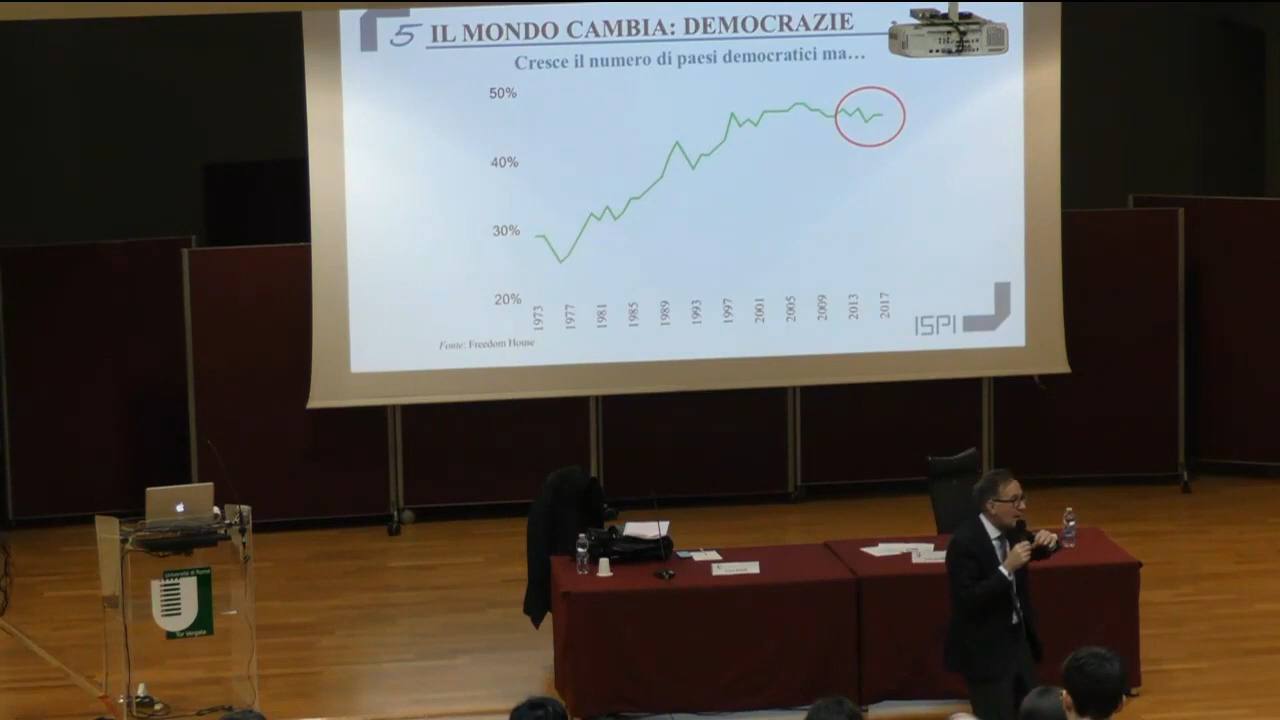 5 IL MONDO CAMBIA: DEMOCRAZIE
Cresce il numero di paesi democratici ma…
50%
40%
30%
20%
1973
1977
1981
1985
1989
1993
1997
2001
2005
2009
2013
2017
Fonte: Freedom House
ISPI
Università di Roma
Tor Vergata